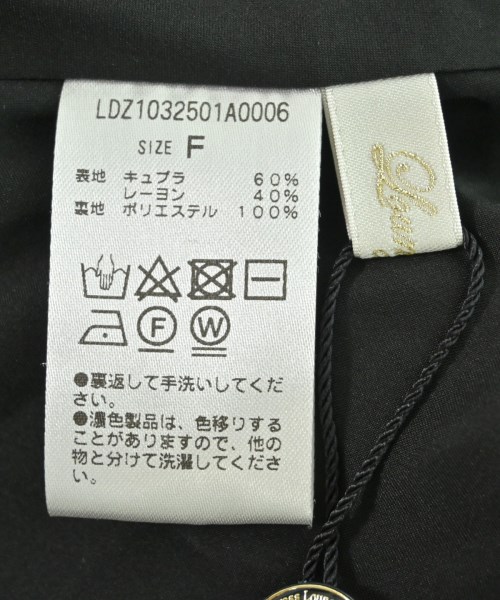 LDZ1032501A0006
SIZE F
表地 キュプラ 60%
レーヨン 40%
裏地 ポリエステル 100%
F W
●裏返して手洗いしてくだ
さい。
●濃色製品は、色移りする
ことがありますので、他の
物と分けて洗濯してくださ
い。